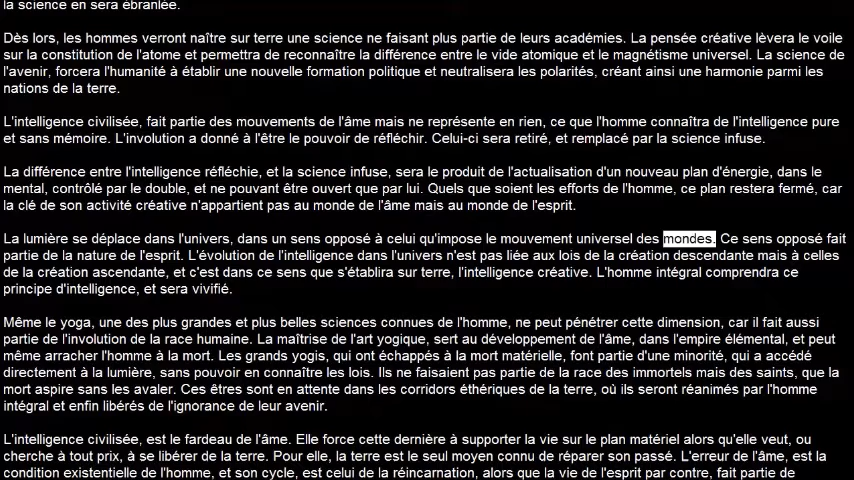 la science en sera ébranlée.
Dès lors, les hommes verront naître sur terre une science ne faisant plus partie de leurs académies. La pensée créative lèvera le voile
sur la constitution de l'atome et permettra de reconnaître la différence entre le vide atomique et le magnétisme universel. La science de
l'avenir, forcera l'humanité à établir une nouvelle formation politique et neutralisera les polarités, créant ainsi une harmonie parmi les
nations de la terre.
L'intelligence civilisée, fait partie des mouvements de l'âme mais ne représente en rien, ce que l'homme connaîtra de l'intelligence pure
et sans mémoire. L'involution a donné à l'être le pouvoir de réfléchir. Celui-ci sera retiré, et remplacé par la science infuse.
La différence entre l'intelligence réfléchie, et la science infuse, sera le produit de l'actualisation d'un nouveau plan d'énergie, dans le
mental, contrôlé par le double, et ne pouvant être ouvert que par lui. Quels que soient les efforts de l'homme, ce plan restera fermé, car
la clé de son activité créative n'appartient pas au monde de l'âme mais au monde de l'esprit.
La lumière se déplace dans l'univers, dans un sens opposé à celui qu'impose le mouvement universel des mondes. Ce sens opposé fait
partie de la nature de l'esprit. L'évolution de l'intelligence dans l'univers n'est pas liée aux lois de la création descendante mais à celles
de la création ascendante, et c'est dans ce sens que s'établira sur terre, l'intelligence créative. L'homme intégral comprendra ce
principe d'intelligence, et sera vivifié.
Même le yoga, une des plus grandes et plus belles sciences connues de l'homme, ne peut pénétrer cette dimension, car il fait aussi
partie de l'involution de la race humaine. La maîtrise de l'art yogique, sert au développement de l'âme, dans l'empire élémental, et peut
même arracher l'homme à la mort. Les grands yogis, qui ont échappés à la mort matérielle, font partie d'une minorité, qui a accédé
directement à la lumière, sans pouvoir en connaître les lois. Ils ne faisaient pas partie de la race des immortels mais des saints, que la
mort aspire sans les avaler. Ces êtres sont en attente dans les corridors éthériques de la terre, où ils seront réanimés par l'homme
intégral et enfin libérés de l'ignorance de leur avenir.
L'intelligence civilisée, est le fardeau de l'âme. Elle force cette dernière à supporter la vie sur le plan matériel alors qu'elle veut, ou
cherche à tout prix, à se libérer de la terre. Pour elle, la terre est le seul moyen connu de réparer son passé. L'erreur de l'âme, est la
condition existentielle de l'homme, et son cycle, est celui de la réincarnation, alors que la vie de l'esprit par contre, fait partie de